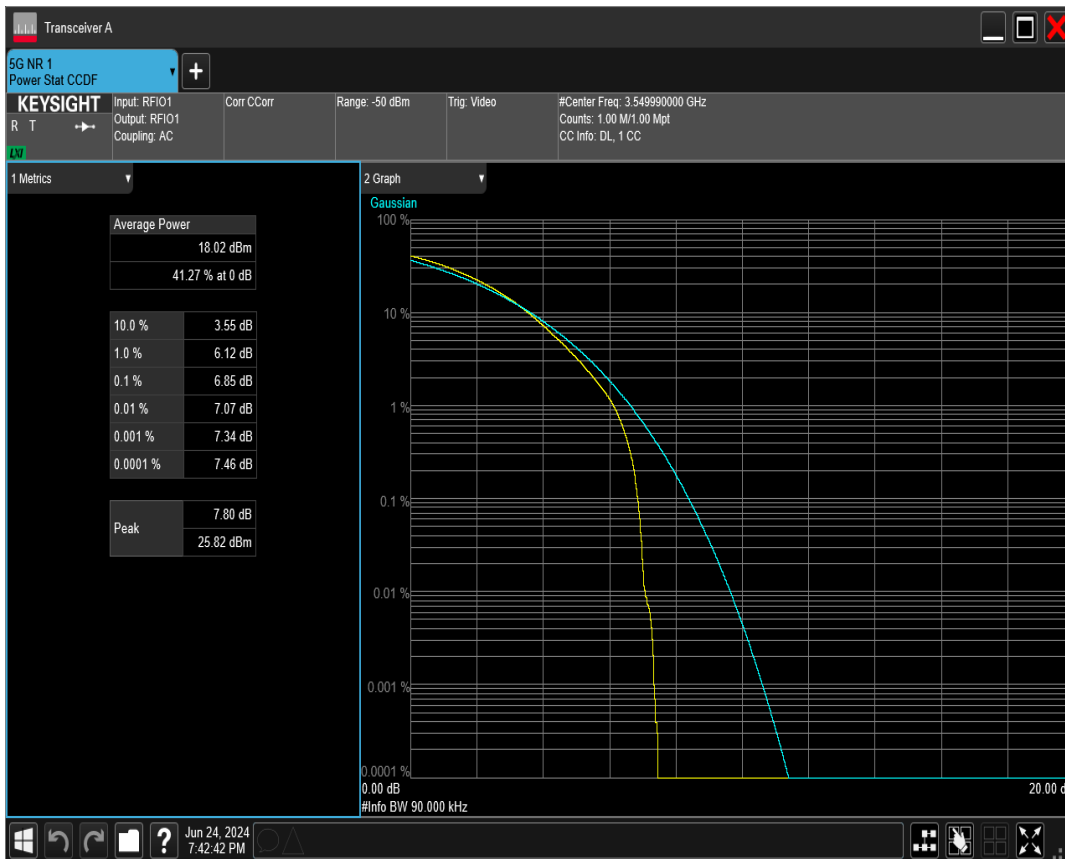 Transceiver A
5G NR 1
Power Stat CCDF
+
KEYSIGHT
R T
LXI
Input: RFIO1
Output: RFIO1
Coupling: AC
Corr CCorr
Range: -50 dBm
Trig: Video
#Center Freq: 3.549990000 GHz
Counts: 1.00 M/1.00 Mpt
CC Info: DL, 1 CC
1 Metrics
Average Power
18.02 dBm
41.27 % at 0 dB
10.0 % 3.55 dB
1.0 % 6.12 dB
0.1 % 6.85 dB
0.01 % 7.07 dB
0.001 % 7.34 dB
0.0001 % 7.46 dB
Peak
7.80 dB
25.82 dBm
2 Graph
Gaussian
100 %
10 %
1 %
0.1 %
0.01 %
0.001 %
0.0001 %
0.00 dB
20.00 d
#Info BW 90.000 kHz
?
Jun 24, 2024
7:42:42 PM